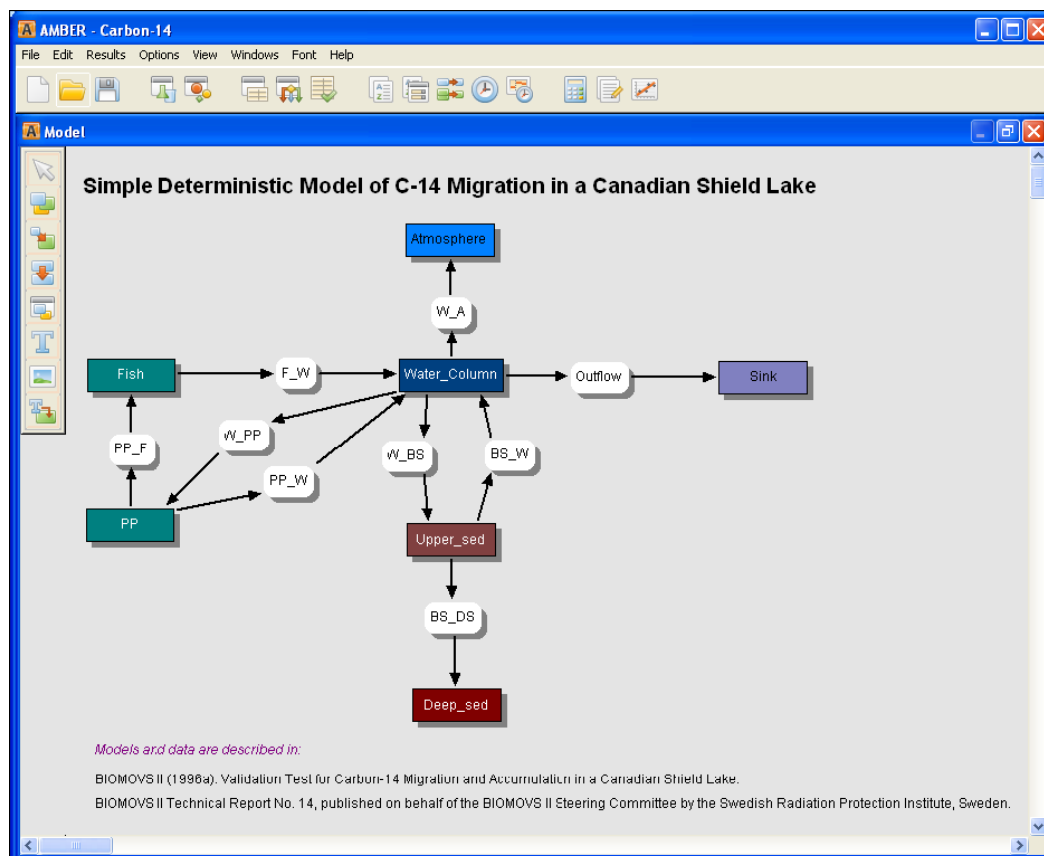 AMBER - Carbon-14
File Edit Results Options View Windows Font Help
Model
Simple Deterministic Model of C-14 Migration in a Canadian Shield Lake
Atmosphere
W_A
Fish
F_W
Water_Column
Outflow
Sink
W_PP
PP_F
W_BS
BS_W
PP_W
PP
Upper_sed
BS_DS
Deep_sed
Models and data are described in:
BIOMOVS II (1996a). Validation Test for Carbon-14 Migration and Accumulation in a Canadian Shield Lake.
BIOMOVS II Technical Report No. 14, published on behalf of the BIOMOVS II Steering Committee by the Swedish Radiation Protection Institute, Sweden.